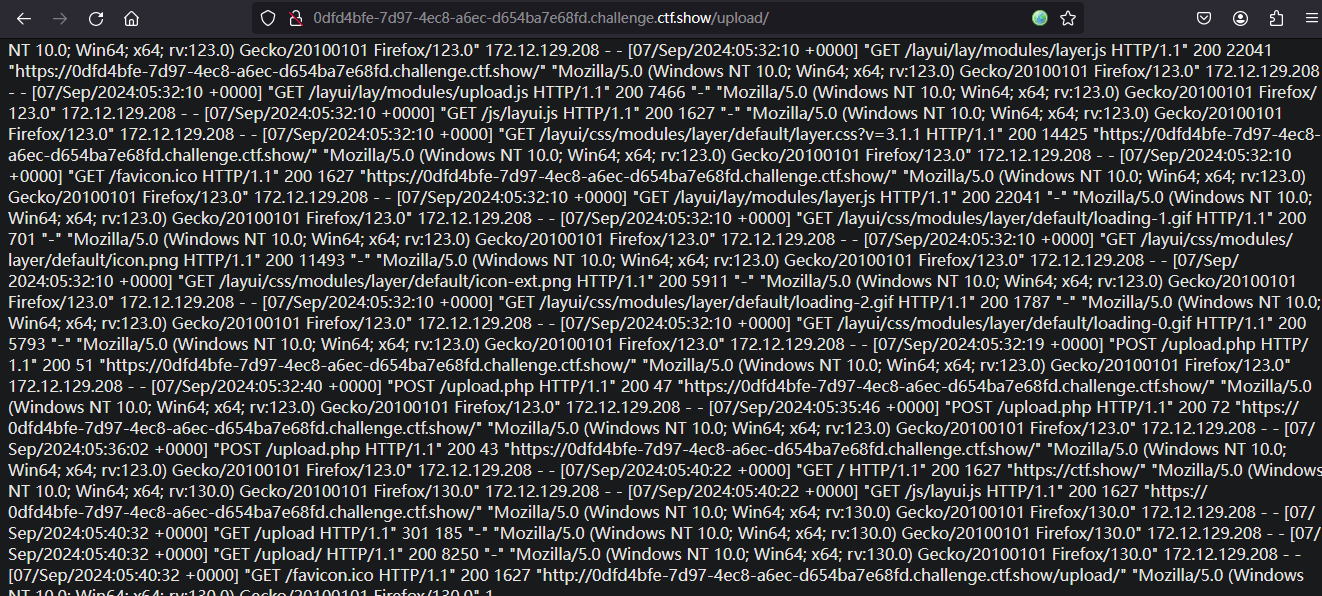 0dfd4bfe-7d97-4ec8-a6ec-d654ba7e68fd.challenge.ctf.show/upload/
NT 10.0; Win64; x64; rv:123.0) Gecko/20100101 Firefox/123.0" 172.12.129.208 - - [07/Sep/2024:05:32:10 +0000] "GET /layui/lay/modules/layer.js HTTP/1.1" 200 22041
"https://0dfd4bfe-7d97-4ec8-a6ec-d654ba7e68fd.challenge.ctf.show/" "Mozilla/5.0 (Windows NT 10.0; Win64; x64; rv:123.0) Gecko/20100101 Firefox/123.0" 172.12.129.208
- - [07/Sep/2024:05:32:10 +0000] "GET /layui/lay/modules/upload.js HTTP/1.1" 200 7466 "-" "Mozilla/5.0 (Windows NT 10.0; Win64; x64; rv:123.0) Gecko/20100101 Firefox/
123.0" 172.12.129.208 - - [07/Sep/2024:05:32:10 +0000] "GET /js/layui.js HTTP/1.1" 200 1627 "-" "Mozilla/5.0 (Windows NT 10.0; Win64; x64; rv:123.0) Gecko/20100101
Firefox/123.0" 172.12.129.208 - - [07/Sep/2024:05:32:10 +0000] "GET /layui/css/modules/layer/default/layer.css?v=3.1.1 HTTP/1.1" 200 14425 "https://0dfd4bfe-7d97-4ec8-
a6ec-d654ba7e68fd.challenge.ctf.show/" "Mozilla/5.0 (Windows NT 10.0; Win64; x64; rv:123.0) Gecko/20100101 Firefox/123.0" 172.12.129.208 - - [07/Sep/2024:05:32:10
+0000] "GET /favicon.ico HTTP/1.1" 200 1627 "https://0dfd4bfe-7d97-4ec8-a6ec-d654ba7e68fd.challenge.ctf.show/" "Mozilla/5.0 (Windows NT 10.0; Win64; x64; rv:123.0)
Gecko/20100101 Firefox/123.0" 172.12.129.208 - - [07/Sep/2024:05:32:10 +0000] "GET /layui/lay/modules/layer.js HTTP/1.1" 200 22041 "-" "Mozilla/5.0 (Windows NT 10.0;
Win64; x64; rv:123.0) Gecko/20100101 Firefox/123.0" 172.12.129.208 - - [07/Sep/2024:05:32:10 +0000] "GET /layui/css/modules/layer/default/loading-1.gif HTTP/1.1" 200
701 "-" "Mozilla/5.0 (Windows NT 10.0; Win64; x64; rv:123.0) Gecko/20100101 Firefox/123.0" 172.12.129.208 - - [07/Sep/2024:05:32:10 +0000] "GET /layui/css/modules/
layer/default/icon.png HTTP/1.1" 200 11493 "-" "Mozilla/5.0 (Windows NT 10.0; Win64; x64; rv:123.0) Gecko/20100101 Firefox/123.0" 172.12.129.208 - - [07/Sep/
2024:05:32:10 +0000] "GET /layui/css/modules/layer/default/icon-ext.png HTTP/1.1" 200 5911 "-" "Mozilla/5.0 (Windows NT 10.0; Win64; x64; rv:123.0) Gecko/20100101
Firefox/123.0" 172.12.129.208 - - [07/Sep/2024:05:32:10 +0000] "GET /layui/css/modules/layer/default/loading-2.gif HTTP/1.1" 200 1787 "-" "Mozilla/5.0 (Windows NT 10.0;
Win64; x64; rv:123.0) Gecko/20100101 Firefox/123.0" 172.12.129.208 - - [07/Sep/2024:05:32:10 +0000] "GET /layui/css/modules/layer/default/loading-0.gif HTTP/1.1" 200
5793 "-" "Mozilla/5.0 (Windows NT 10.0; Win64; x64; rv:123.0) Gecko/20100101 Firefox/123.0" 172.12.129.208 - - [07/Sep/2024:05:32:19 +0000] "POST /upload.php HTTP/
1.1" 200 51 "https://0dfd4bfe-7d97-4ec8-a6ec-d654ba7e68fd.challenge.ctf.show/" "Mozilla/5.0 (Windows NT 10.0; Win64; x64; rv:123.0) Gecko/20100101 Firefox/123.0"
172.12.129.208 - - [07/Sep/2024:05:32:40 +0000] "POST /upload.php HTTP/1.1" 200 47 "https://0dfd4bfe-7d97-4ec8-a6ec-d654ba7e68fd.challenge.ctf.show/" "Mozilla/5.0
(Windows NT 10.0; Win64; x64; rv:123.0) Gecko/20100101 Firefox/123.0" 172.12.129.208 - - [07/Sep/2024:05:35:46 +0000] "POST /upload.php HTTP/1.1" 200 72 "https://
0dfd4bfe-7d97-4ec8-a6ec-d654ba7e68fd.challenge.ctf.show/" "Mozilla/5.0 (Windows NT 10.0; Win64; x64; rv:123.0) Gecko/20100101 Firefox/123.0" 172.12.129.208 - - [07/
Sep/2024:05:36:02 +0000] "POST /upload.php HTTP/1.1" 200 43 "https://0dfd4bfe-7d97-4ec8-a6ec-d654ba7e68fd.challenge.ctf.show/" "Mozilla/5.0 (Windows NT 10.0;
Win64; x64; rv:123.0) Gecko/20100101 Firefox/123.0" 172.12.129.208 - - [07/Sep/2024:05:40:22 +0000] "GET / HTTP/1.1" 200 1627 "https://ctf.show/" "Mozilla/5.0 (Windows
NT 10.0; Win64; x64; rv:130.0) Gecko/20100101 Firefox/130.0" 172.12.129.208 - - [07/Sep/2024:05:40:22 +0000] "GET /js/layui.js HTTP/1.1" 200 1627 "https://
0dfd4bfe-7d97-4ec8-a6ec-d654ba7e68fd.challenge.ctf.show/" "Mozilla/5.0 (Windows NT 10.0; Win64; x64; rv:130.0) Gecko/20100101 Firefox/130.0" 172.12.129.208 - - [07/
Sep/2024:05:40:32 +0000] "GET /upload HTTP/1.1" 301 185 "-" "Mozilla/5.0 (Windows NT 10.0; Win64; x64; rv:130.0) Gecko/20100101 Firefox/130.0" 172.12.129.208 - - [07/
Sep/2024:05:40:32 +0000] "GET /upload/ HTTP/1.1" 200 8250 "-" "Mozilla/5.0 (Windows NT 10.0; Win64; x64; rv:130.0) Gecko/20100101 Firefox/130.0" 172.12.129.208 - -
[07/Sep/2024:05:40:32 +0000] "GET /favicon.ico HTTP/1.1" 200 1627 "http://0dfd4bfe-7d97-4ec8-a6ec-d654ba7e68fd.challenge.ctf.show/upload/" "Mozilla/5.0 (Windows
NT 10.0; Win64; x64; rv:130.0) Gecko/20100101 Firefox/130.0" 1